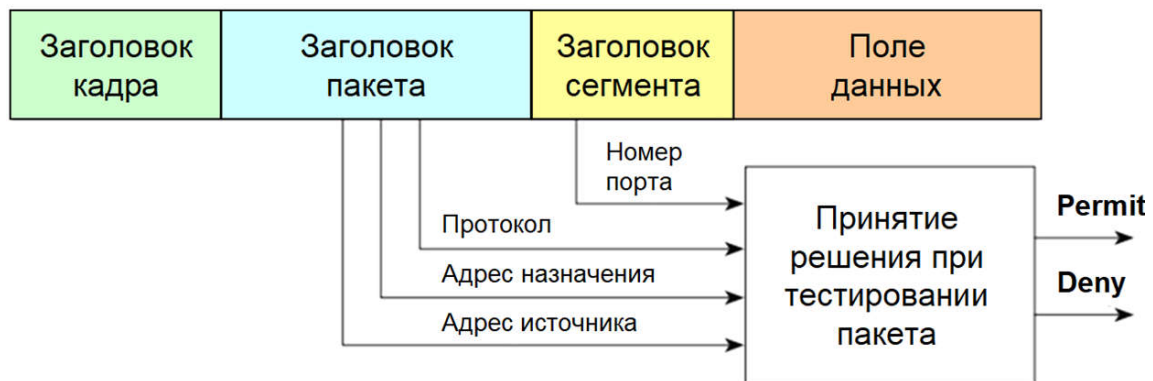 Заголовок
кадра
Заголовок
пакета
Заголовок
сегмента
Поле
данных
Номер
порта
Протокол
Адрес назначения
Адрес источника
Принятие
решения при
тестировании
пакета
Permit
Deny